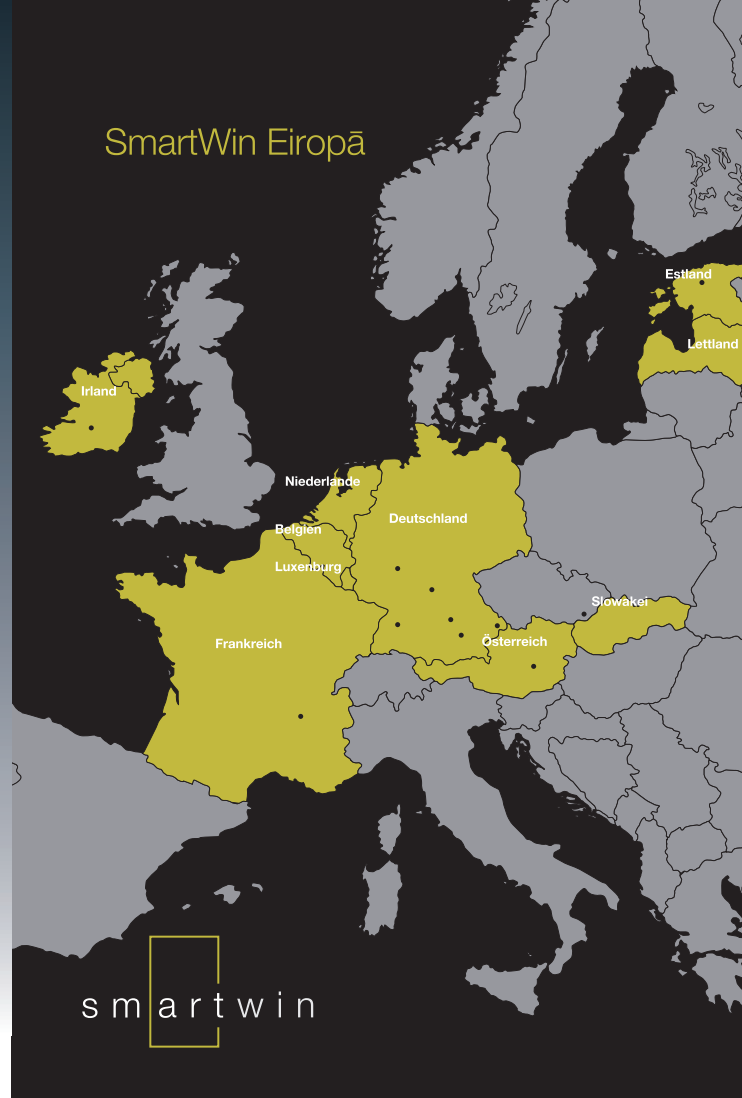 SmartWin Eiropā
Estland
Lettland
Irland
Niederlande
Deutschland
Belgien
Luxenburg
Slowakei
Österreich
Frankreich
smartwin